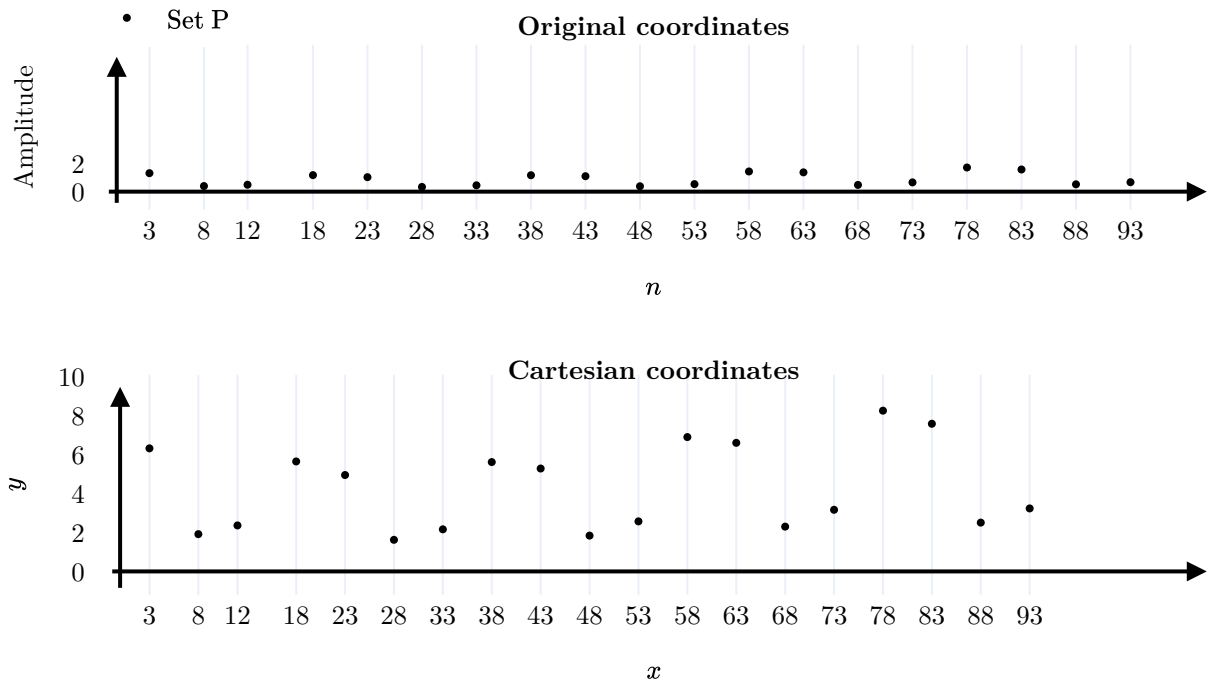 Set P
Original coordinates
Amplitude
2
0
3 8 12 18 23 28 33 38 43 48 53 58 63 68 73 78 83 88 93
n
Cartesian coordinates
10
8
6
4
2
0
y
3 8 12 18 23 28 33 38 43 48 53 58 63 68 73 78 83 88 93
x